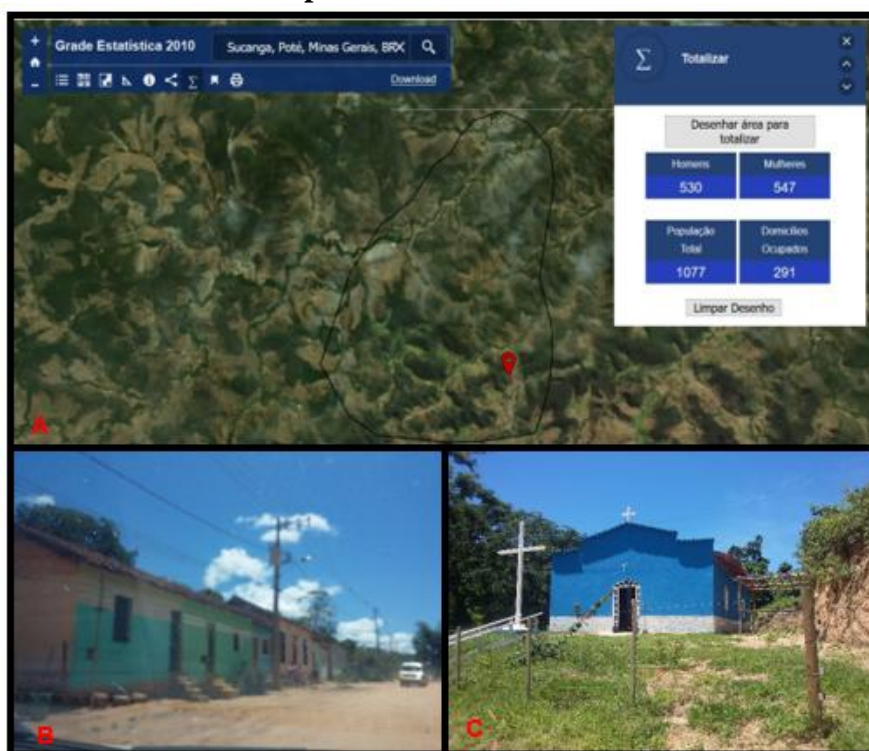 +
Grade Estatística 2010
Sucanga, Poté, Minas Gerais, BRX
-
Download
Σ
Totalizar
X
Desenhar área para
totalizar
Homens
Mulheres
530
547
População
Total
Domicílios
Ocupados
1077
291
Limpar Desenho
A
B
C